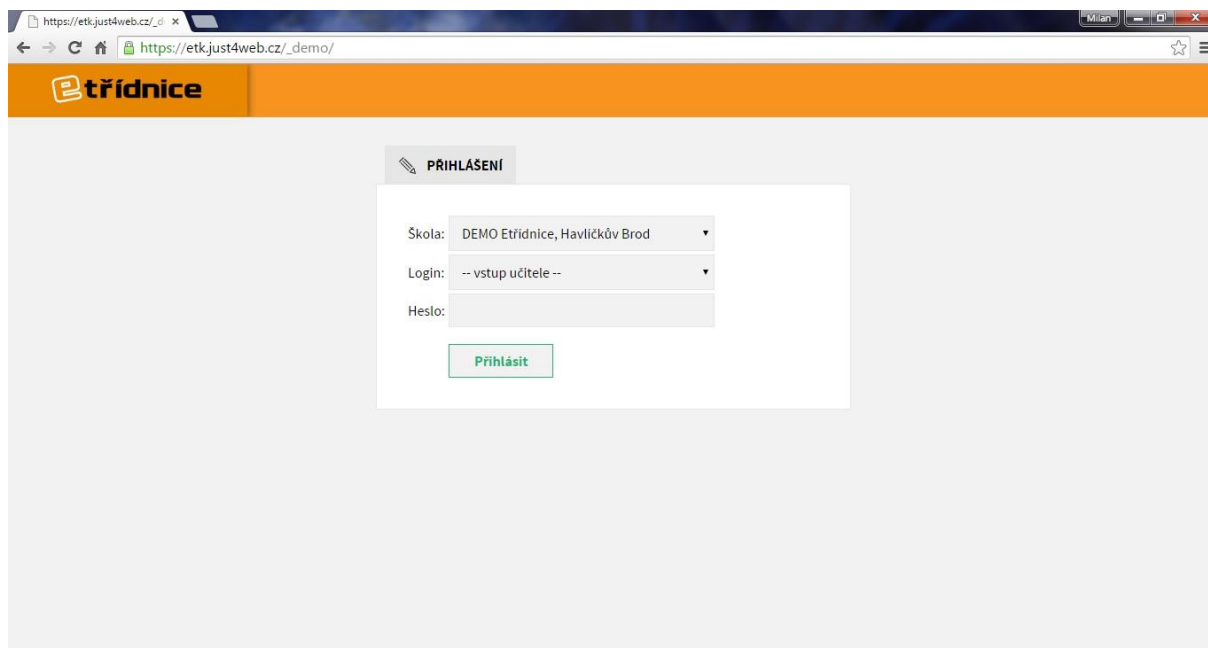 https://etk.just4web.cz/_d
Milan
https://etk.just4web.cz/_demo/
etřídnice
PŘIHLÁŠENÍ
Škola: DEMO Etřídnice, Havlíčkův Brod
Login: -- vstup učitele --
Heslo:
Přihlásit